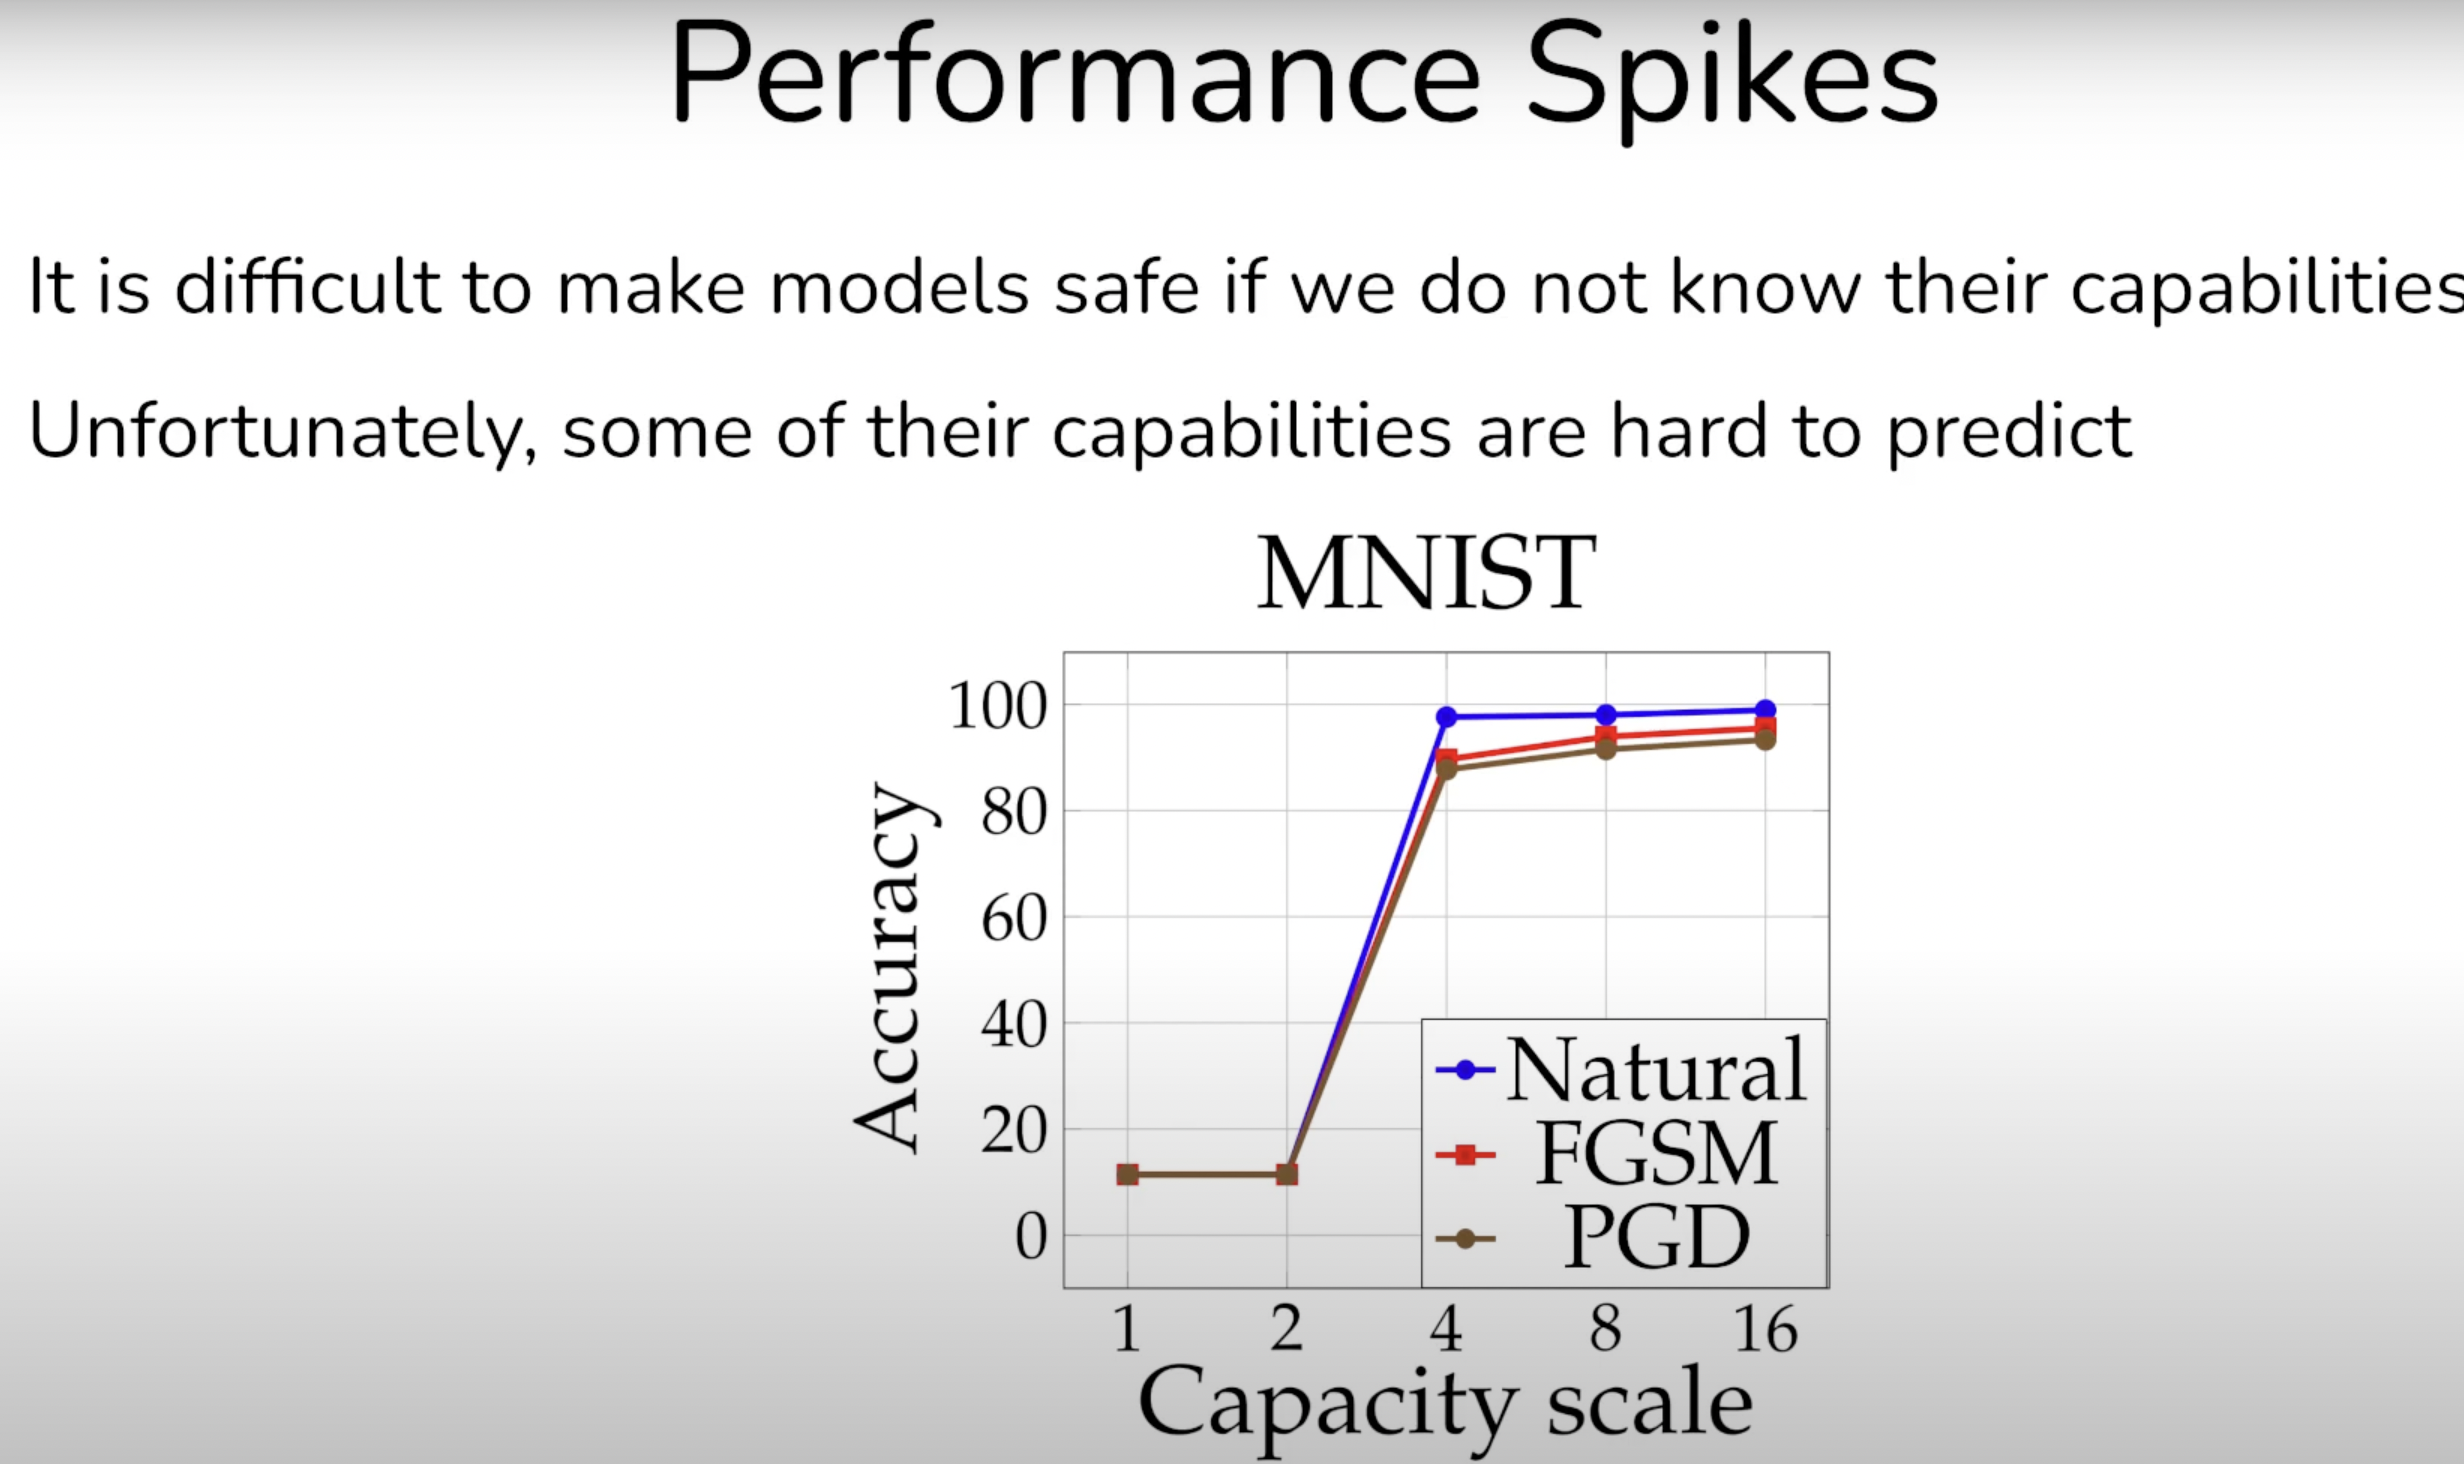 Performance Spikes
It is difficult to make models safe if we do not know their capabilities
Unfortunately, some of their capabilities are hard to predict
MNIST
100
80
60
40
20
0
Accuracy
Natural
FGSM
PGD
1 2 4 8 16
Capacity scale